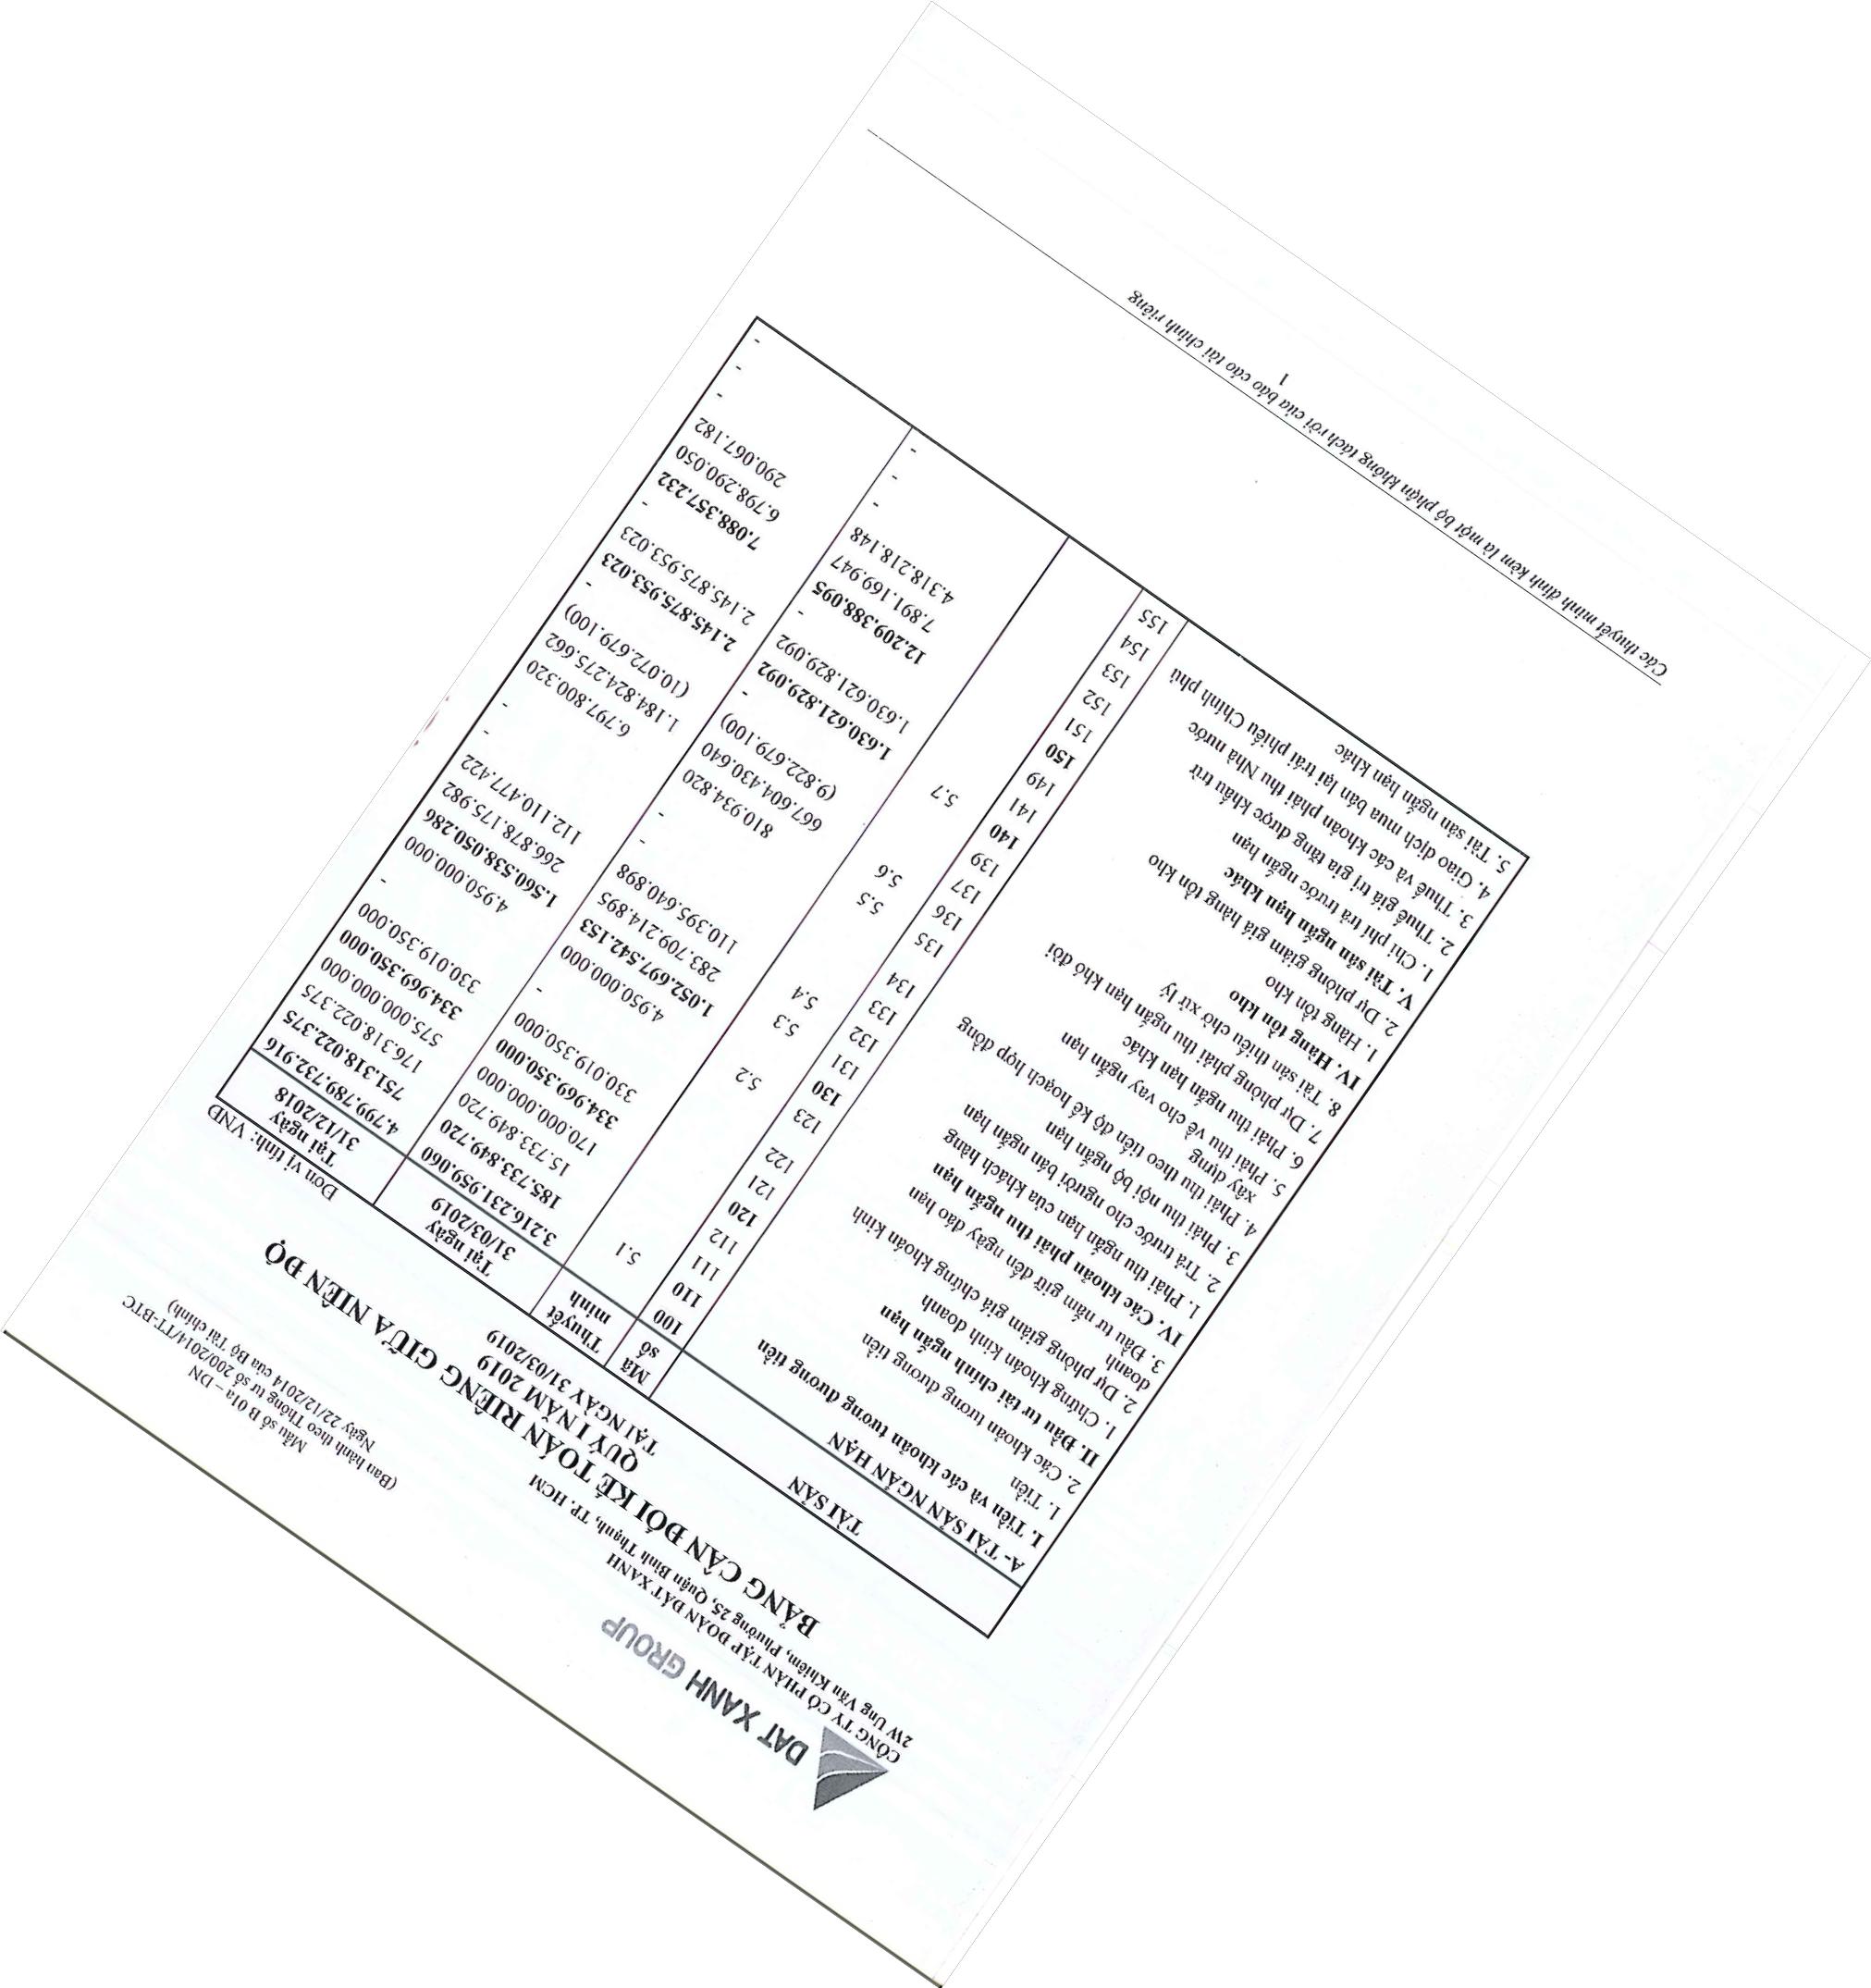 DAT XANH GROUP
CÔNG TY CỔ PHẦN TẬP ĐOÀN ĐẤT XANH
2W Ung Văn Khiêm, Phường 25, Quận Bình Thạnh, TP. HCM
Mẫu số B 01a – DN
(Ban hành theo Thông tư số 200/2014/TT-BTC
Ngày 22/12/2014 của Bộ Tài chính)
BẢNG CÂN ĐỐI KẾ TOÁN RIÊNG GIỮA NIÊN ĐỘ
QUÝ I NĂM 2019
TẠI NGÀY 31/03/2019
Đơn vị tính: VNĐ
TÀI SẢN Mã số Thuyết minh Tại ngày 31/03/2019 Tại ngày 31/12/2018
A- TÀI SẢN NGẮN HẠN 100 3.216.231.959.060 4.799.789.732.916
I. Tiền và các khoản tương đương tiền 110 5.1 185.733.849.720 751.318.022.375
1. Tiền 111 15.733.849.720 176.318.022.375
2. Các khoản tương đương tiền 112 170.000.000.000 575.000.000.000
II. Đầu tư tài chính ngắn hạn 120 334.969.350.000 334.969.350.000
1. Chứng khoán kinh doanh 121 330.019.350.000 330.019.350.000
2. Dự phòng giảm giá chứng khoán kinh
doanh 122 - -
3. Đầu tư nắm giữ đến ngày đáo hạn 123 5.2 4.950.000.000 4.950.000.000
IV. Các khoản phải thu ngắn hạn 130 1.052.697.542.153 1.560.538.050.286
1. Phải thu ngắn hạn của khách hàng 131 5.3 283.709.214.895 266.878.175.982
2. Trả trước cho người bán ngắn hạn 132 5.4 110.395.640.898 112.110.477.422
3. Phải thu nội bộ ngắn hạn 133 - -
4. Phải thu theo tiến độ kế hoạch hợp đồng
xây dựng 134 - -
5. Phải thu về cho vay ngắn hạn 135 5.5 810.934.820 6.797.800.320
6. Phải thu ngắn hạn khác 136 5.6 667.604.430.640 1.184.824.275.662
7. Dự phòng phải thu ngắn hạn khó đòi 137 (9.822.679.100) (10.072.679.100)
8. Tài sản thiếu chờ xử lý 139 - -
IV. Hàng tồn kho 140 5.7 1.630.621.829.092 2.145.875.953.023
1. Hàng tồn kho 141 1.630.621.829.092 2.145.875.953.023
2. Dự phòng giảm giá hàng tồn kho 149 - -
V. Tài sản ngắn hạn khác 150 12.209.388.095 7.088.357.232
1. Chi phí trả trước ngắn hạn 151 7.891.169.947 6.798.290.050
2. Thuế giá trị gia tăng được khấu trừ 152 4.318.218.148 290.067.182
3. Thuế và các khoản phải thu Nhà nước 153 - -
4. Giao dịch mua bán lại trái phiếu Chính phủ 154 - -
5. Tài sản ngắn hạn khác 155 - -
Các thuyết minh đính kèm là một bộ phận không tách rời của báo cáo tài chính riêng
1